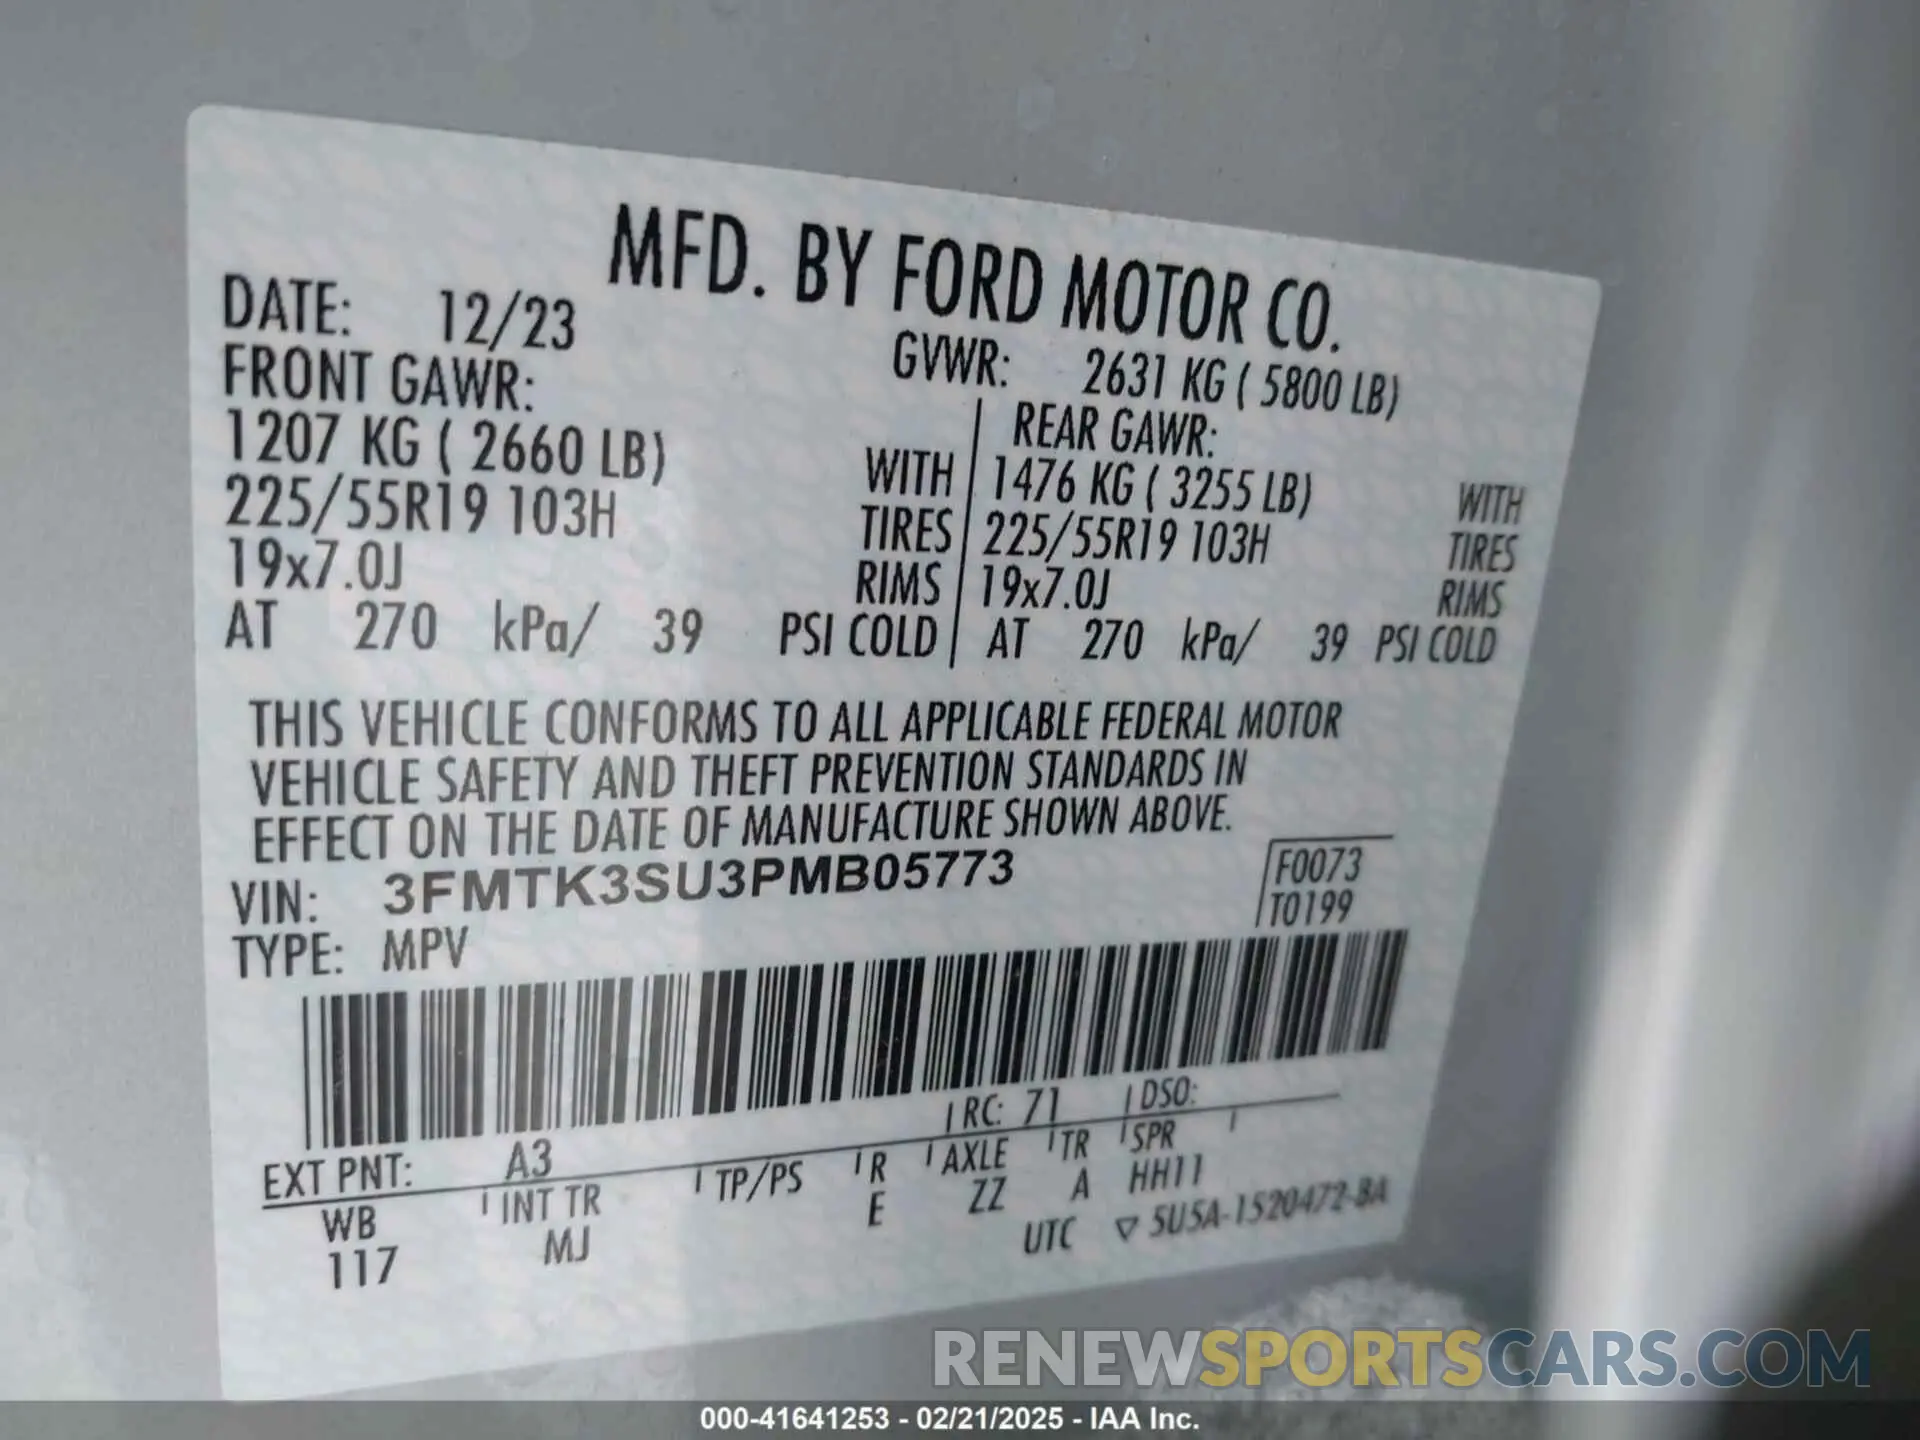 MFD. BY FORD MOTOR CO.
DATE: 12/23 GVWR: 2631 KG ( 5800 LB)
FRONT GAWR: REAR GAWR:
1207 KG ( 2660 LB) WITH 1476 KG ( 3255 LB) WITH
225/55R19 103H TIRES 225/55R19 103H TIRES
19x7.0J RIMS 19x7.0J RIMS
AT 270 kPa/ 39 PSI COLD AT 270 kPa/ 39 PSI COLD
THIS VEHICLE CONFORMS TO ALL APPLICABLE FEDERAL MOTOR
VEHICLE SAFETY AND THEFT PREVENTION STANDARDS IN
EFFECT ON THE DATE OF MANUFACTURE SHOWN ABOVE.
VIN: 3FMTK3SU3PMB05773 F0073
TYPE: MPV T0199
EXT PNT: A3 RC: 71 DSO:
WB INT TR TP/PS R AXLE TR SPR
117 MJ E ZZ A HH11
UTC ▽ 5U5A-1520472-BA
RENEWSPORTSCARS.COM
000-41641253 - 02/21/2025 - IAA Inc.